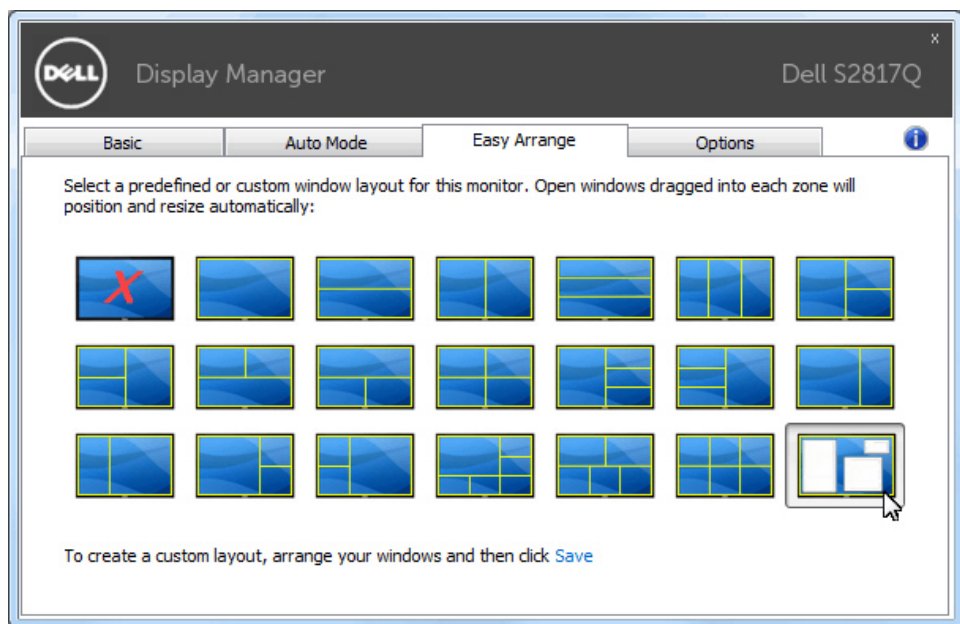 x
DELL
Display Manager
Dell S2817Q
Basic
Auto Mode
Easy Arrange
Options
i
Select a predefined or custom window layout for this monitor. Open windows dragged into each zone will
position and resize automatically:
X
To create a custom layout, arrange your windows and then click Save